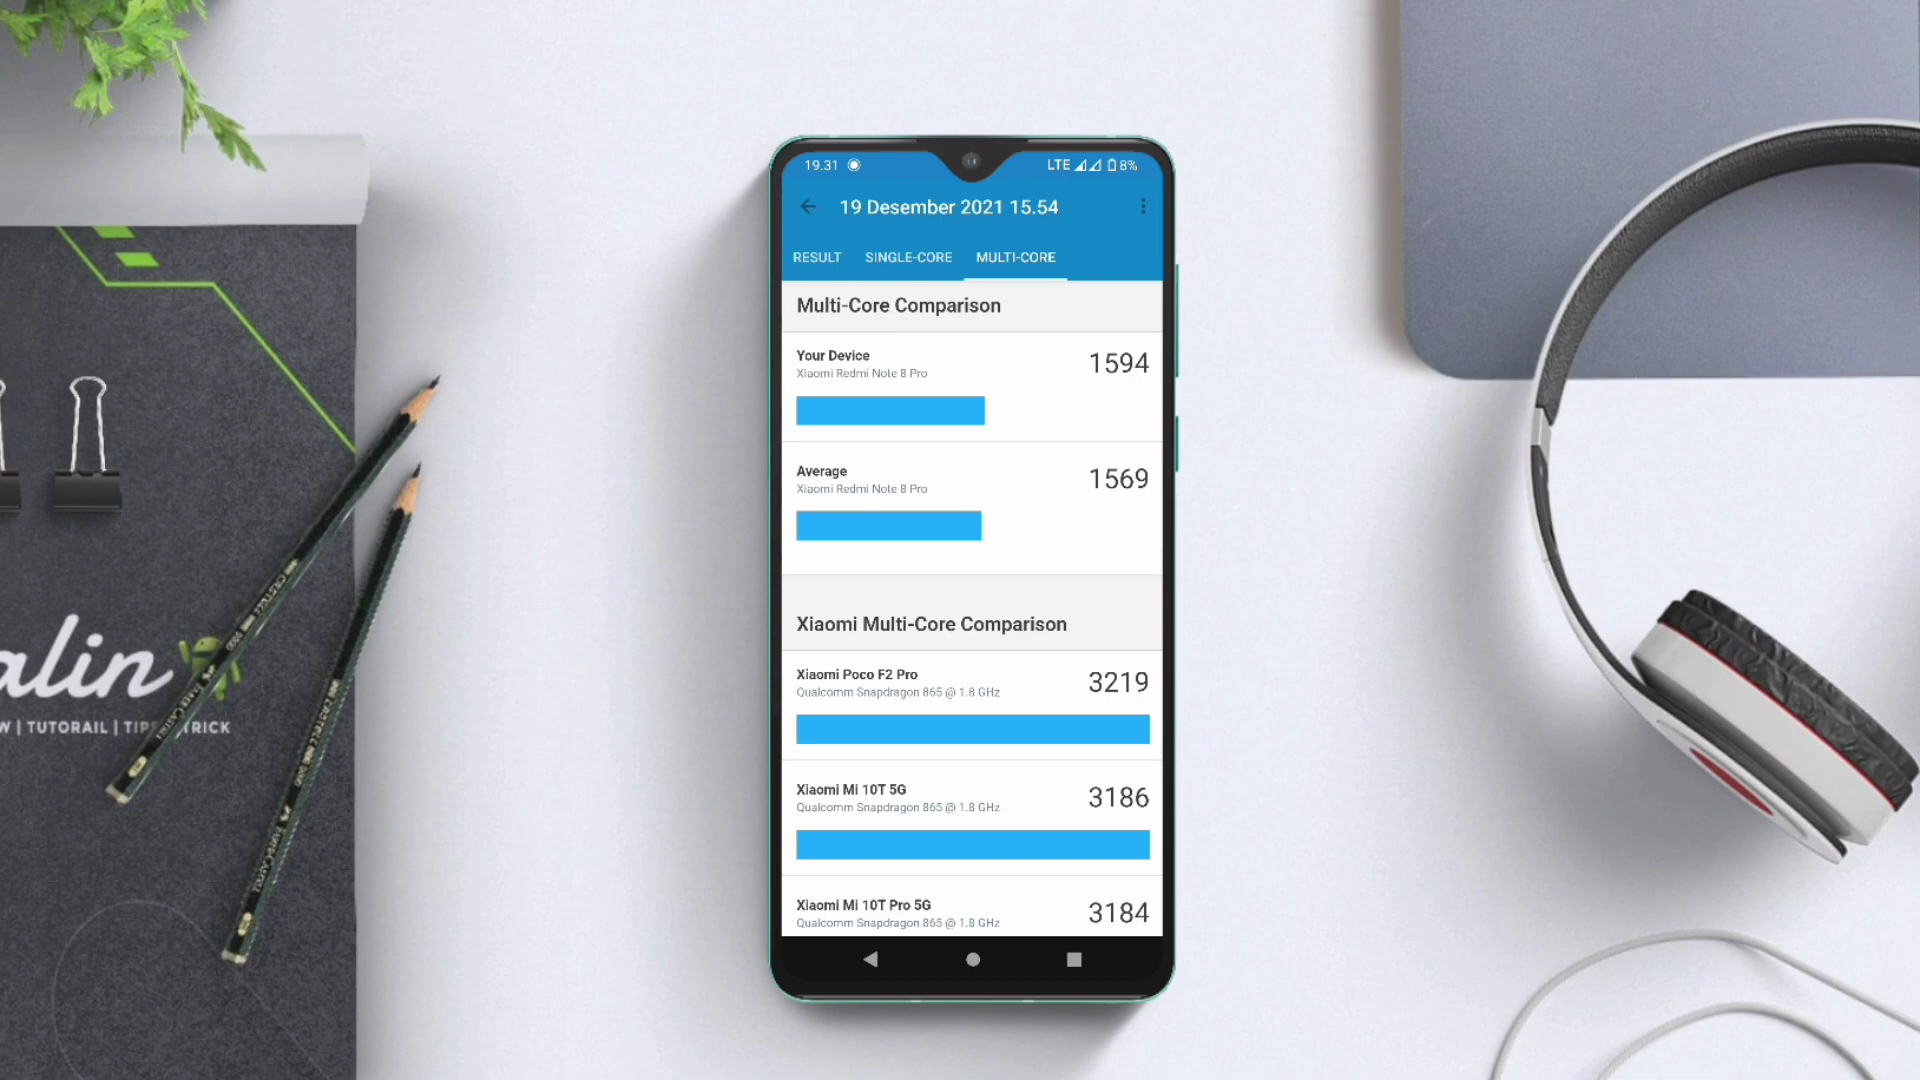 19.31
LTE 8%
19 Desember 2021 15.54
RESULT SINGLE-CORE MULTI-CORE
Multi-Core Comparison
Your Device
Xiaomi Redmi Note 8 Pro
1594
Average
Xiaomi Redmi Note 8 Pro
1569
Xiaomi Multi-Core Comparison
Xiaomi Poco F2 Pro
Qualcomm Snapdragon 865 @ 1.8 GHz
3219
Xiaomi Mi 10T 5G
Qualcomm Snapdragon 865 @ 1.8 GHz
3186
Xiaomi Mi 10T Pro 5G
Qualcomm Snapdragon 865 @ 1.8 GHz
3184
alin
W | TUTORAIL | TIPS TRICK